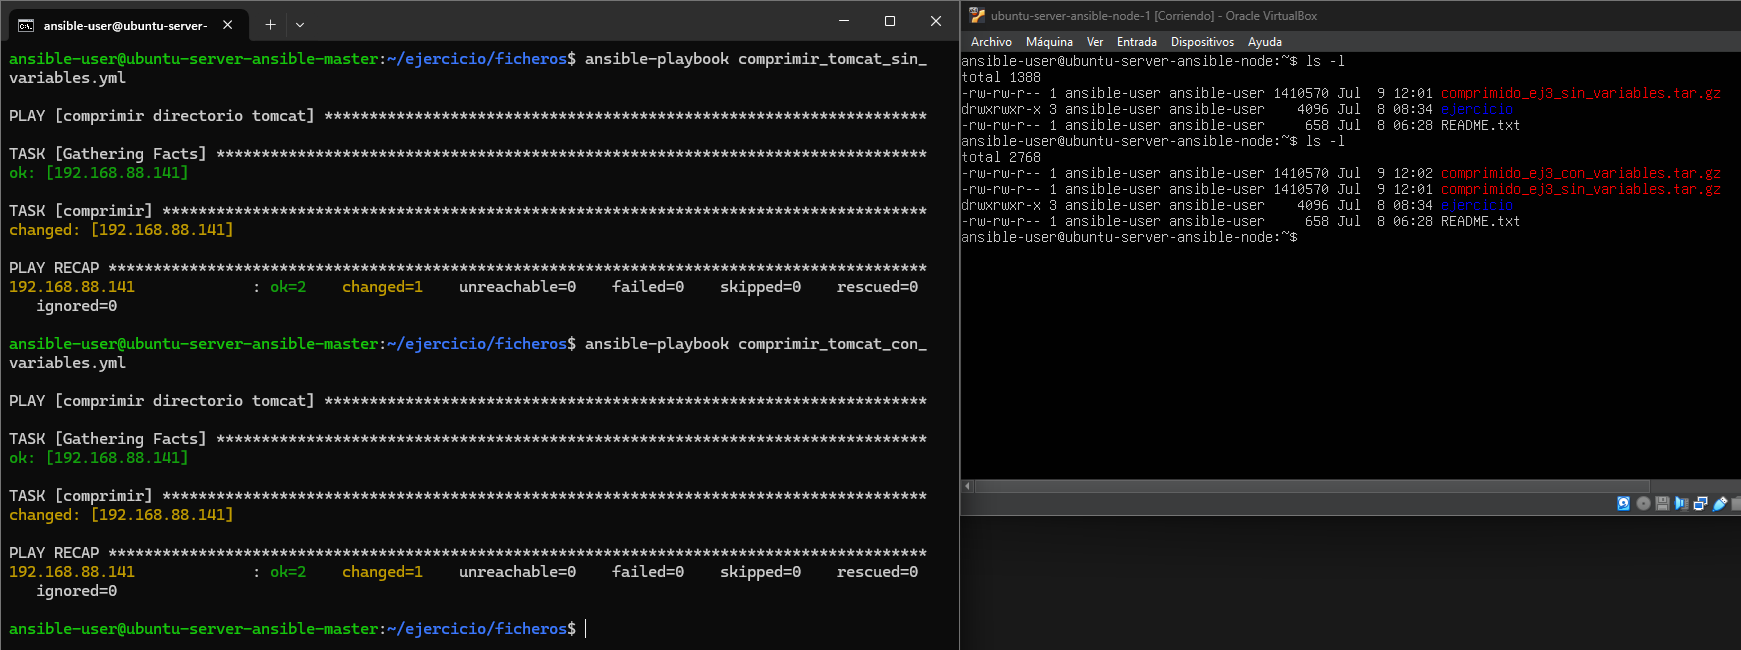 ansible-user@ubuntu-server-
ansible-user@ubuntu-server-ansible-master:~/ejercicio/ficheros$ ansible-playbook comprimir_tomcat_sin_
variables.yml
PLAY [comprimir directorio tomcat] *******************************************************************
TASK [Gathering Facts] *******************************************************************************
ok: [192.168.88.141]
TASK [comprimir] *************************************************************************************
changed: [192.168.88.141]
PLAY RECAP *******************************************************************************************
192.168.88.141             : ok=2    changed=1    unreachable=0    failed=0    skipped=0    rescued=0
   ignored=0
ansible-user@ubuntu-server-ansible-master:~/ejercicio/ficheros$ ansible-playbook comprimir_tomcat_con_
variables.yml
PLAY [comprimir directorio tomcat] *******************************************************************
TASK [Gathering Facts] *******************************************************************************
ok: [192.168.88.141]
TASK [comprimir] *************************************************************************************
changed: [192.168.88.141]
PLAY RECAP *******************************************************************************************
192.168.88.141             : ok=2    changed=1    unreachable=0    failed=0    skipped=0    rescued=0
   ignored=0
ansible-user@ubuntu-server-ansible-master:~/ejercicio/ficheros$
ubuntu-server-ansible-node-1 [Corriendo] - Oracle VirtualBox
Archivo Máquina Ver Entrada Dispositivos Ayuda
ansible-user@ubuntu-server-ansible-node:~$ ls -l
total 1388
-rw-rw-r-- 1 ansible-user ansible-user 1410570 Jul  9 12:01 comprimido_ej3_sin_variables.tar.gz
drwxrwxr-x 3 ansible-user ansible-user    4096 Jul  8 08:34 ejercicio
-rw-rw-r-- 1 ansible-user ansible-user     658 Jul  8 06:28 README.txt
ansible-user@ubuntu-server-ansible-node:~$ ls -l
total 2768
-rw-rw-r-- 1 ansible-user ansible-user 1410570 Jul  9 12:02 comprimido_ej3_con_variables.tar.gz
-rw-rw-r-- 1 ansible-user ansible-user 1410570 Jul  9 12:01 comprimido_ej3_sin_variables.tar.gz
drwxrwxr-x 3 ansible-user ansible-user    4096 Jul  8 08:34 ejercicio
-rw-rw-r-- 1 ansible-user ansible-user     658 Jul  8 06:28 README.txt
ansible-user@ubuntu-server-ansible-node:~$